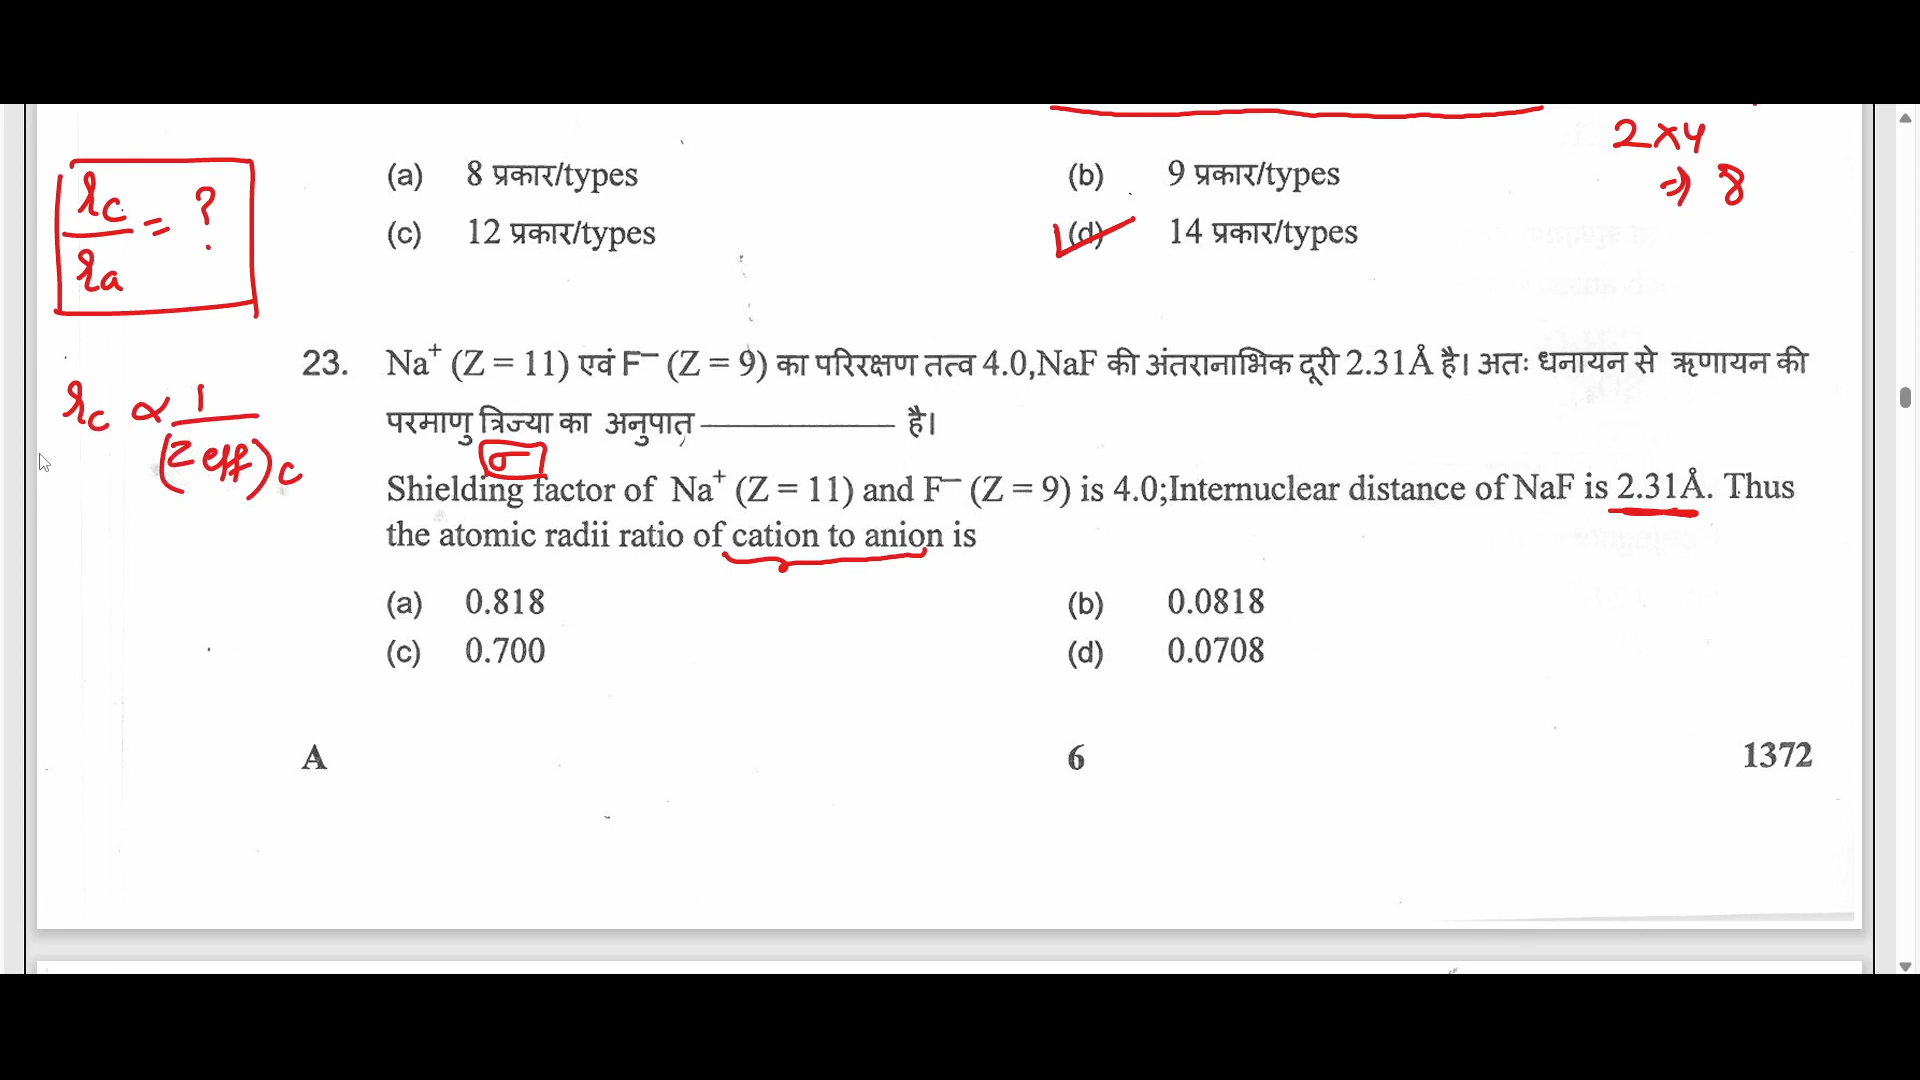 2×4
⇒ 8
(a) 8 प्रकार/types (b) 9 प्रकार/types
(c) 12 प्रकार/types (d) 14 प्रकार/types
rc/ra = ?
23. Na⁺ (Z = 11) एवं F⁻ (Z = 9) का परिरक्षण तत्व 4.0,NaF की अंतरानाभिक दूरी 2.31Å है। अतः धनायन से ऋणायन की
परमाणु त्रिज्या का अनुपात ________ है।
rc ∝ 1/(Zeff)c
σ
Shielding factor of Na⁺ (Z = 11) and F⁻ (Z = 9) is 4.0;Internuclear distance of NaF is 2.31Å. Thus
the atomic radii ratio of cation to anion is
(a) 0.818 (b) 0.0818
(c) 0.700 (d) 0.0708
A 6 1372